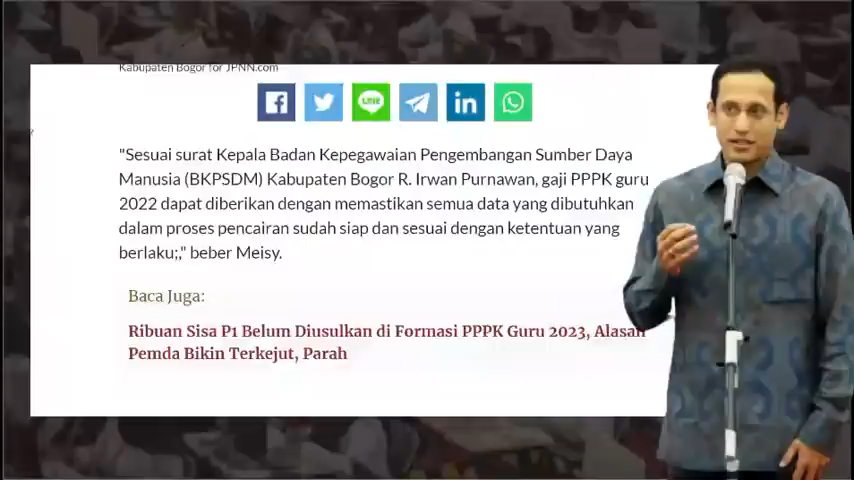 Kabupaten Bogor for JPNN.com
LINE
"Sesuai surat Kepala Badan Kepegawaian Pengembangan Sumber Daya
Manusia (BKPSDM) Kabupaten Bogor R. Irwan Purnawan, gaji PPPK guru
2022 dapat diberikan dengan memastikan semua data yang dibutuhkan
dalam proses pencairan sudah siap dan sesuai dengan ketentuan yang
berlaku;," beber Meisy.
Baca Juga:
Ribuan Sisa P1 Belum Diusulkan di Formasi PPPK Guru 2023, Alasan
Pemda Bikin Terkejut, Parah